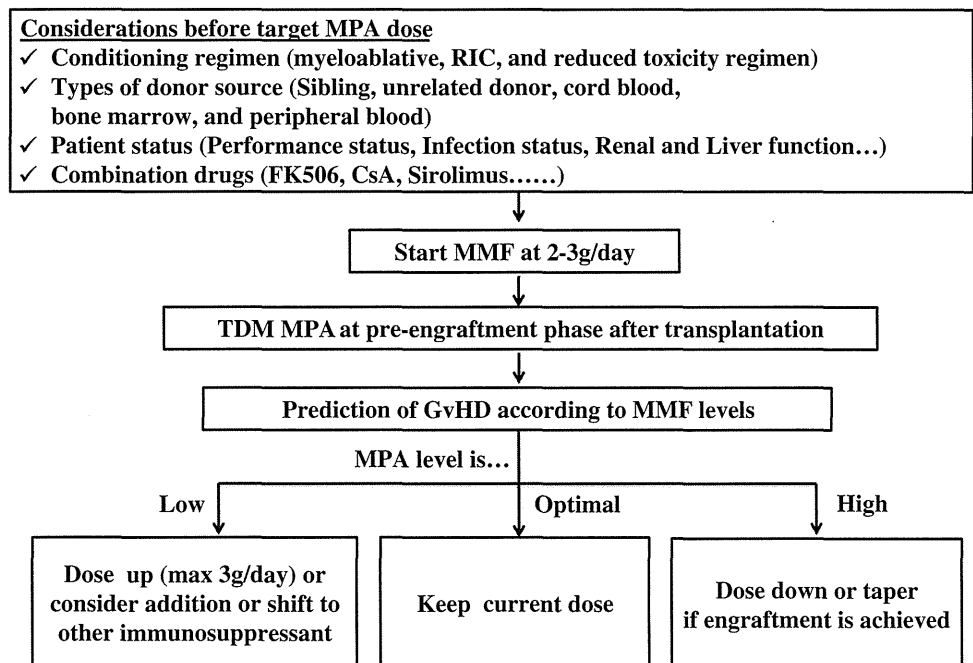 Considerations before target MPA dose
✓ Conditioning regimen (myeloablative, RIC, and reduced toxicity regimen)
✓ Types of donor source (Sibling, unrelated donor, cord blood,
bone marrow, and peripheral blood)
✓ Patient status (Performance status, Infection status, Renal and Liver function…)
✓ Combination drugs (FK506, CsA, Sirolimus……)
Start MMF at 2-3g/day
TDM MPA at pre-engraftment phase after transplantation
Prediction of GvHD according to MMF levels
MPA level is…
Low
Optimal
High
Dose up (max 3g/day) or
consider addition or shift to
other immunosuppressant
Keep current dose
Dose down or taper
if engraftment is achieved